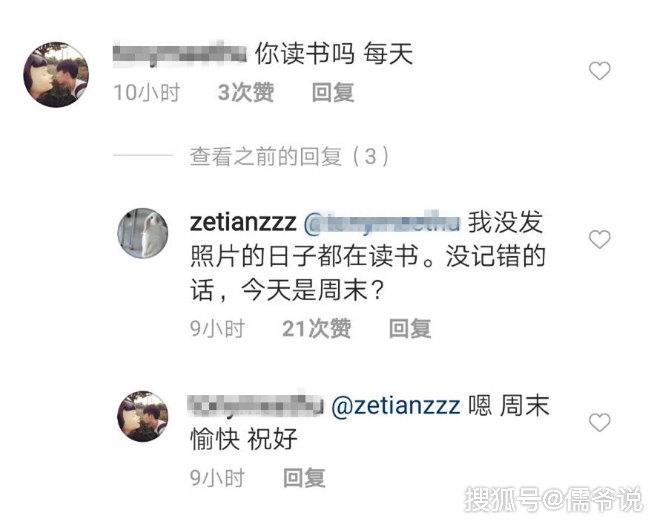 你读书吗 每天
10小时 3次赞 回复
查看之前的回复（3）
zetianzzz @ 我没发
照片的日子都在读书。没记错的
话，今天是周末？
9小时 21次赞 回复
@zetianzzz 嗯 周末
愉快 祝好
9小时 回复
搜狐号@儒爷说